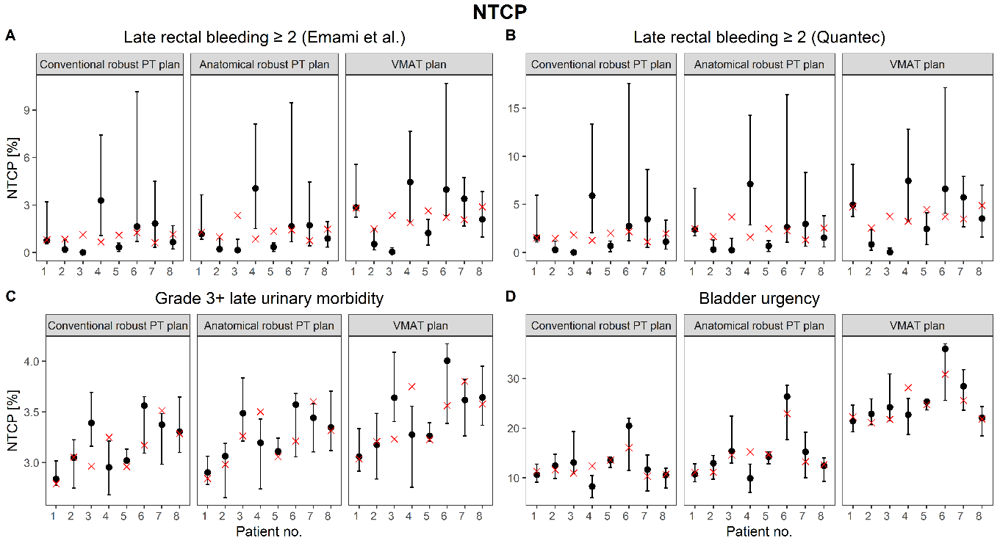 NTCP
A Late rectal bleeding ≥ 2 (Emami et al.)
Conventional robust PT plan Anatomical robust PT plan VMAT plan
NTCP [%]
9
6
3
0
1 2 3 4 5 6 7 8 1 2 3 4 5 6 7 8 1 2 3 4 5 6 7 8
B Late rectal bleeding ≥ 2 (Quantec)
Conventional robust PT plan Anatomical robust PT plan VMAT plan
15
10
5
0
1 2 3 4 5 6 7 8 1 2 3 4 5 6 7 8 1 2 3 4 5 6 7 8
C Grade 3+ late urinary morbidity
Conventional robust PT plan Anatomical robust PT plan VMAT plan
NTCP [%]
4.0
3.5
3.0
1 2 3 4 5 6 7 8 1 2 3 4 5 6 7 8 1 2 3 4 5 6 7 8
Patient no.
D Bladder urgency
Conventional robust PT plan Anatomical robust PT plan VMAT plan
30
20
10
1 2 3 4 5 6 7 8 1 2 3 4 5 6 7 8 1 2 3 4 5 6 7 8
Patient no.